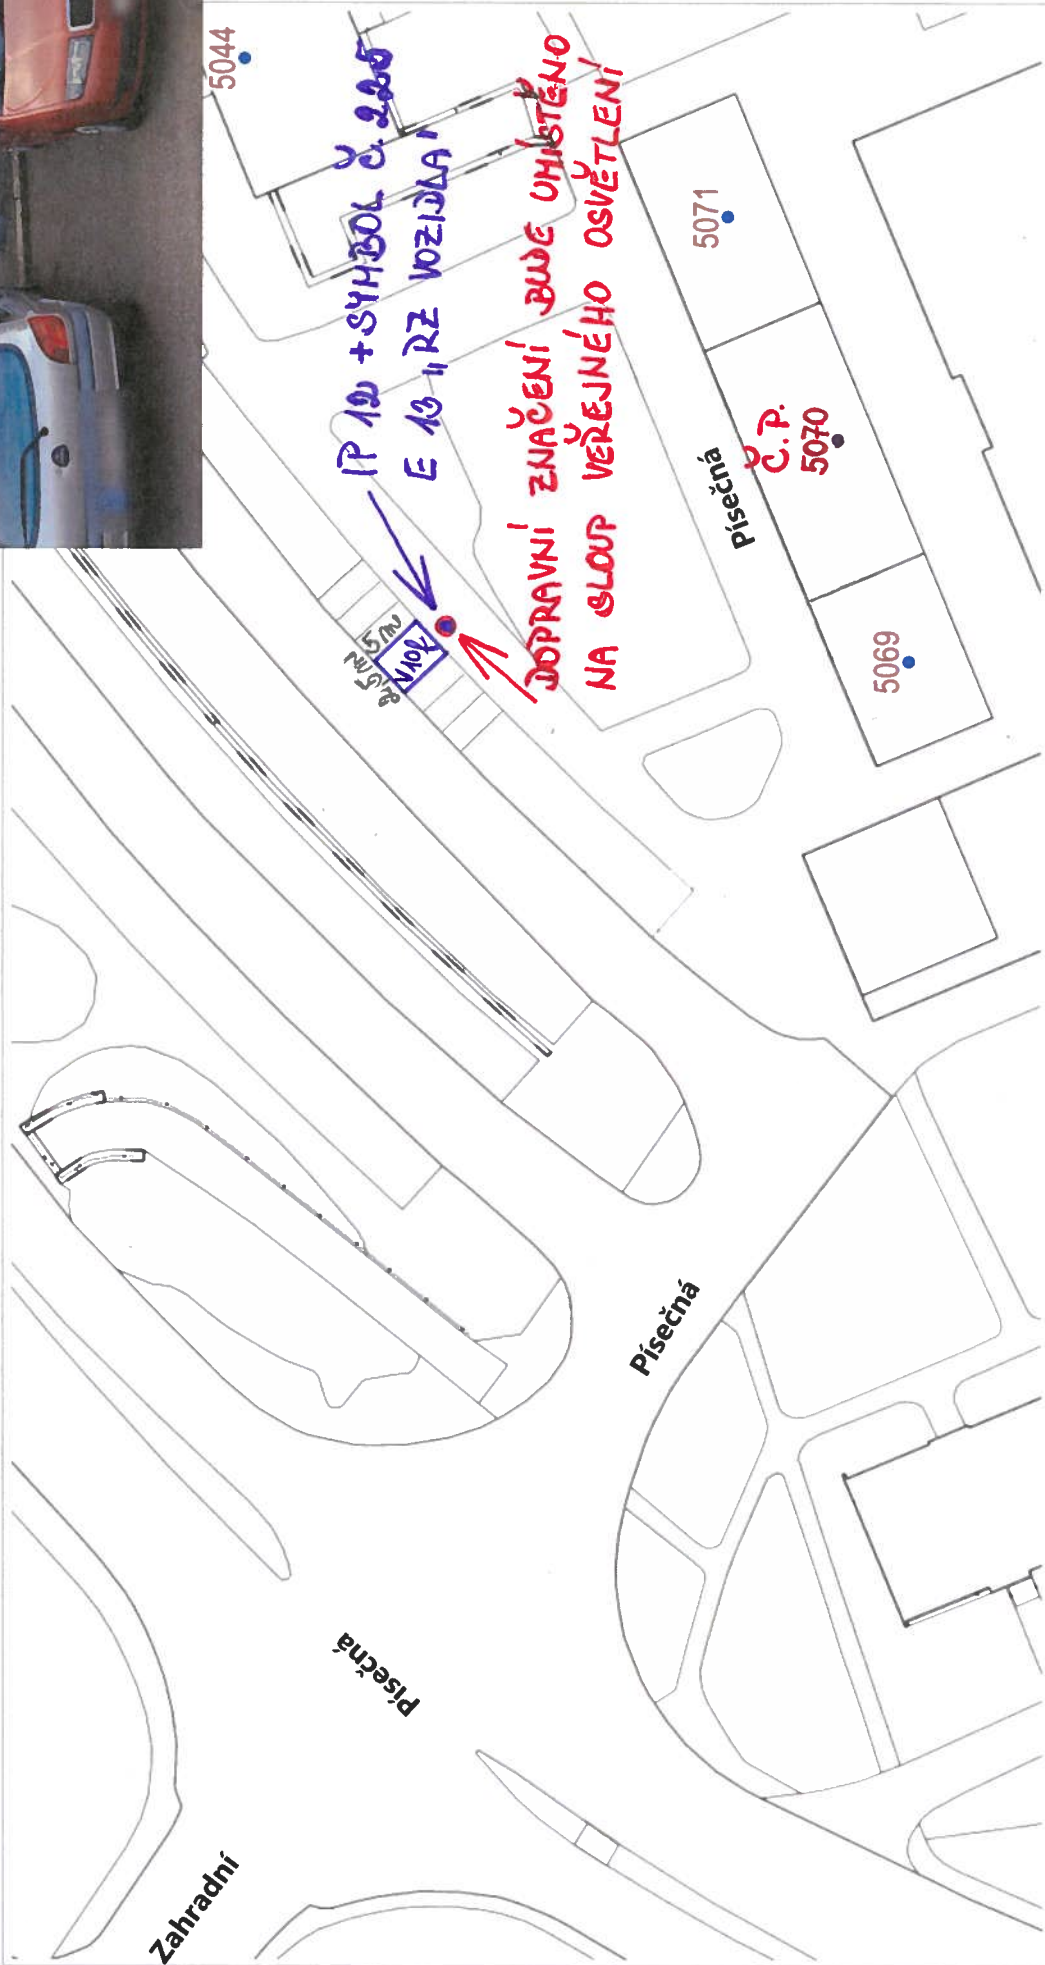 5044
IP 12 + SYMBOL Č. 225
E 13 „RZ VOZIDLA"
DOPRAVNÍ ZNAČENÍ BUDE UMÍSTĚNO
NA SLOUP VEŘEJNÉHO OSVĚTLENÍ
2,5m
5m
V10f
5071
Písečná
Č.P.
5070
5069
Písečná
Písečná
Zahradní